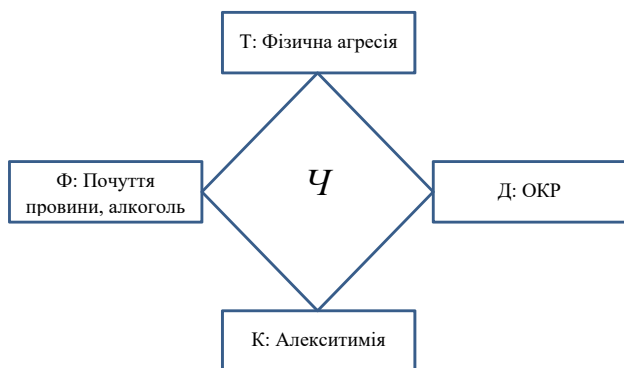 Т: Фізична агресія
Ф: Почуття
провини, алкоголь
Ч
Д: ОКР
К: Алекситимія